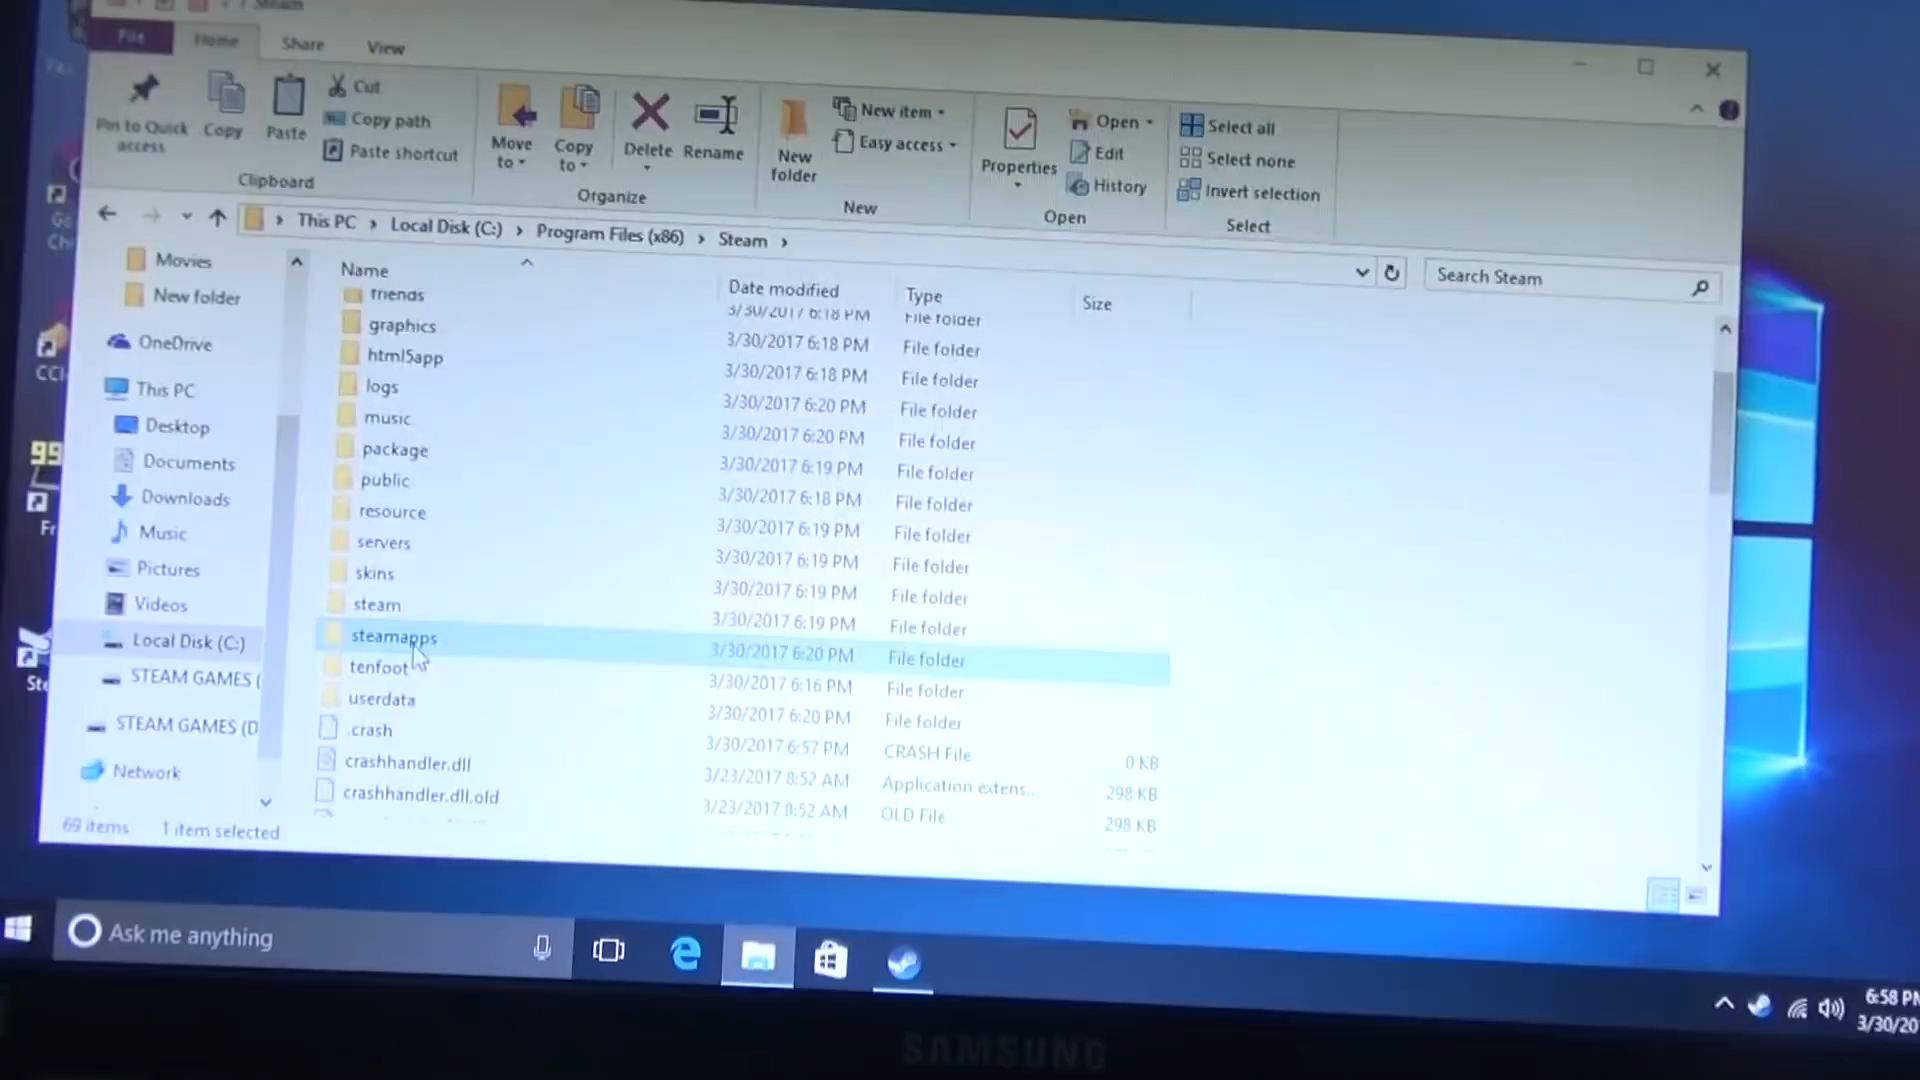 Steam
File Home Share View
Pin to Quick access
Copy
Paste
Cut
Copy path
Paste shortcut
Clipboard
Move to
Copy to
Delete
Rename
Organize
New folder
New item
Easy access
New
Properties
Open
Edit
History
Open
Select all
Select none
Invert selection
Select
This PC > Local Disk (C:) > Program Files (x86) > Steam >
Search Steam
Movies
New folder
OneDrive
This PC
Desktop
Documents
Downloads
Music
Pictures
Videos
Local Disk (C:)
STEAM GAMES (
STEAM GAMES (D
Network
Name Date modified Type Size
friends 3/30/2017 6:18 PM File folder
graphics 3/30/2017 6:18 PM File folder
html5app 3/30/2017 6:18 PM File folder
logs 3/30/2017 6:20 PM File folder
music 3/30/2017 6:20 PM File folder
package 3/30/2017 6:19 PM File folder
public 3/30/2017 6:18 PM File folder
resource 3/30/2017 6:19 PM File folder
servers 3/30/2017 6:19 PM File folder
skins 3/30/2017 6:19 PM File folder
steam 3/30/2017 6:19 PM File folder
steamapps 3/30/2017 6:20 PM File folder
tenfoot 3/30/2017 6:16 PM File folder
userdata 3/30/2017 6:20 PM File folder
.crash 3/30/2017 6:57 PM CRASH File 0 KB
crashhandler.dll 3/23/2017 8:52 AM Application extens... 298 KB
crashhandler.dll.old 3/23/2017 8:52 AM OLD File 298 KB
69 items 1 item selected
Go
Ch
CCl
99
Fr
Ste
Ask me anything
6:58 PM
3/30/20
SAMSUNG